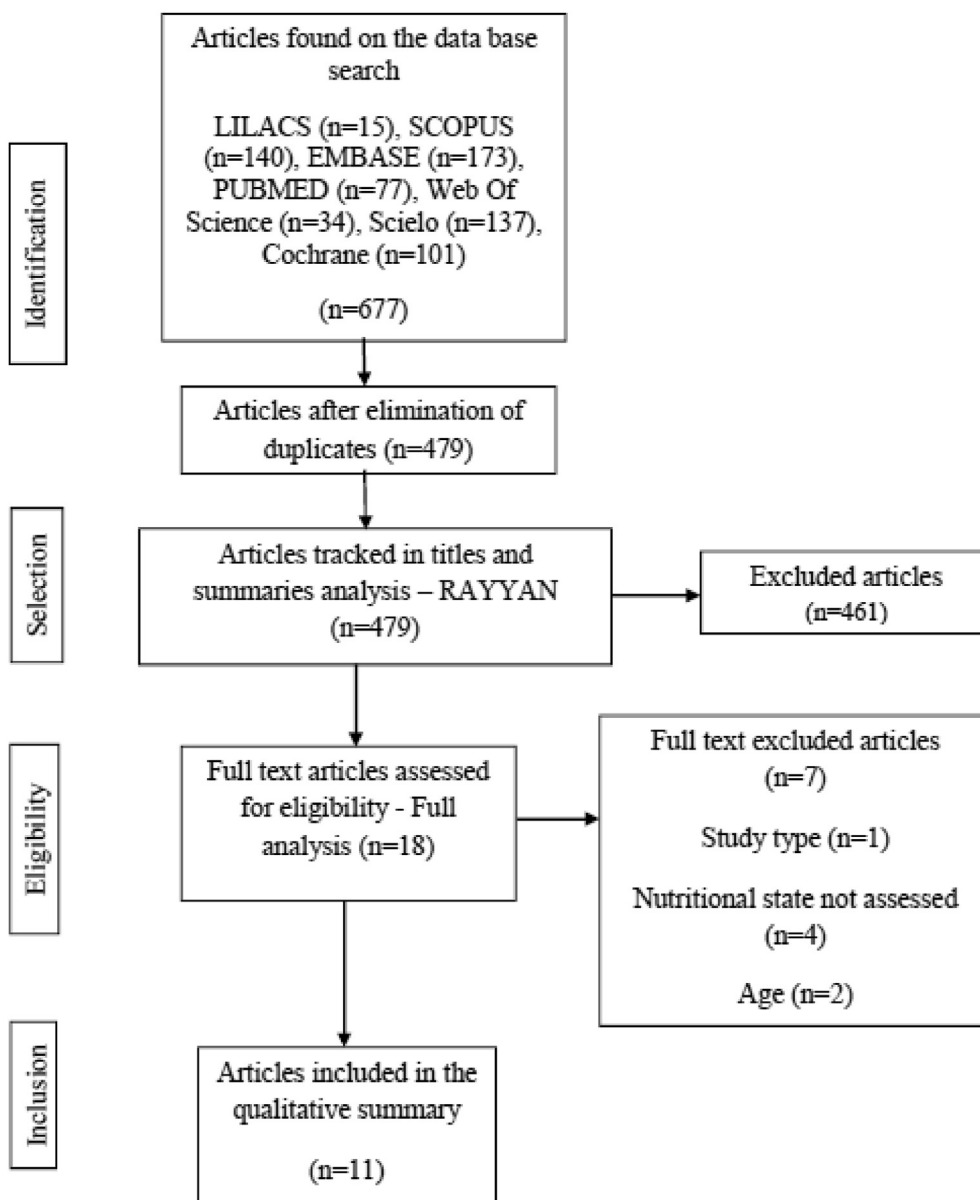 Identification
Articles found on the data base
search
LILACS (n=15), SCOPUS
(n=140), EMBASE (n=173),
PUBMED (n=77), Web Of
Science (n=34), Scielo (n=137),
Cochrane (n=101)
(n=677)
Articles after elimination of
duplicates (n=479)
Selection
Articles tracked in titles and
summaries analysis – RAYYAN
(n=479)
Excluded articles
(n=461)
Eligibility
Full text articles assessed
for eligibility - Full
analysis (n=18)
Full text excluded articles
(n=7)
Study type (n=1)
Nutritional state not assessed
(n=4)
Age (n=2)
Inclusion
Articles included in the
qualitative summary
(n=11)